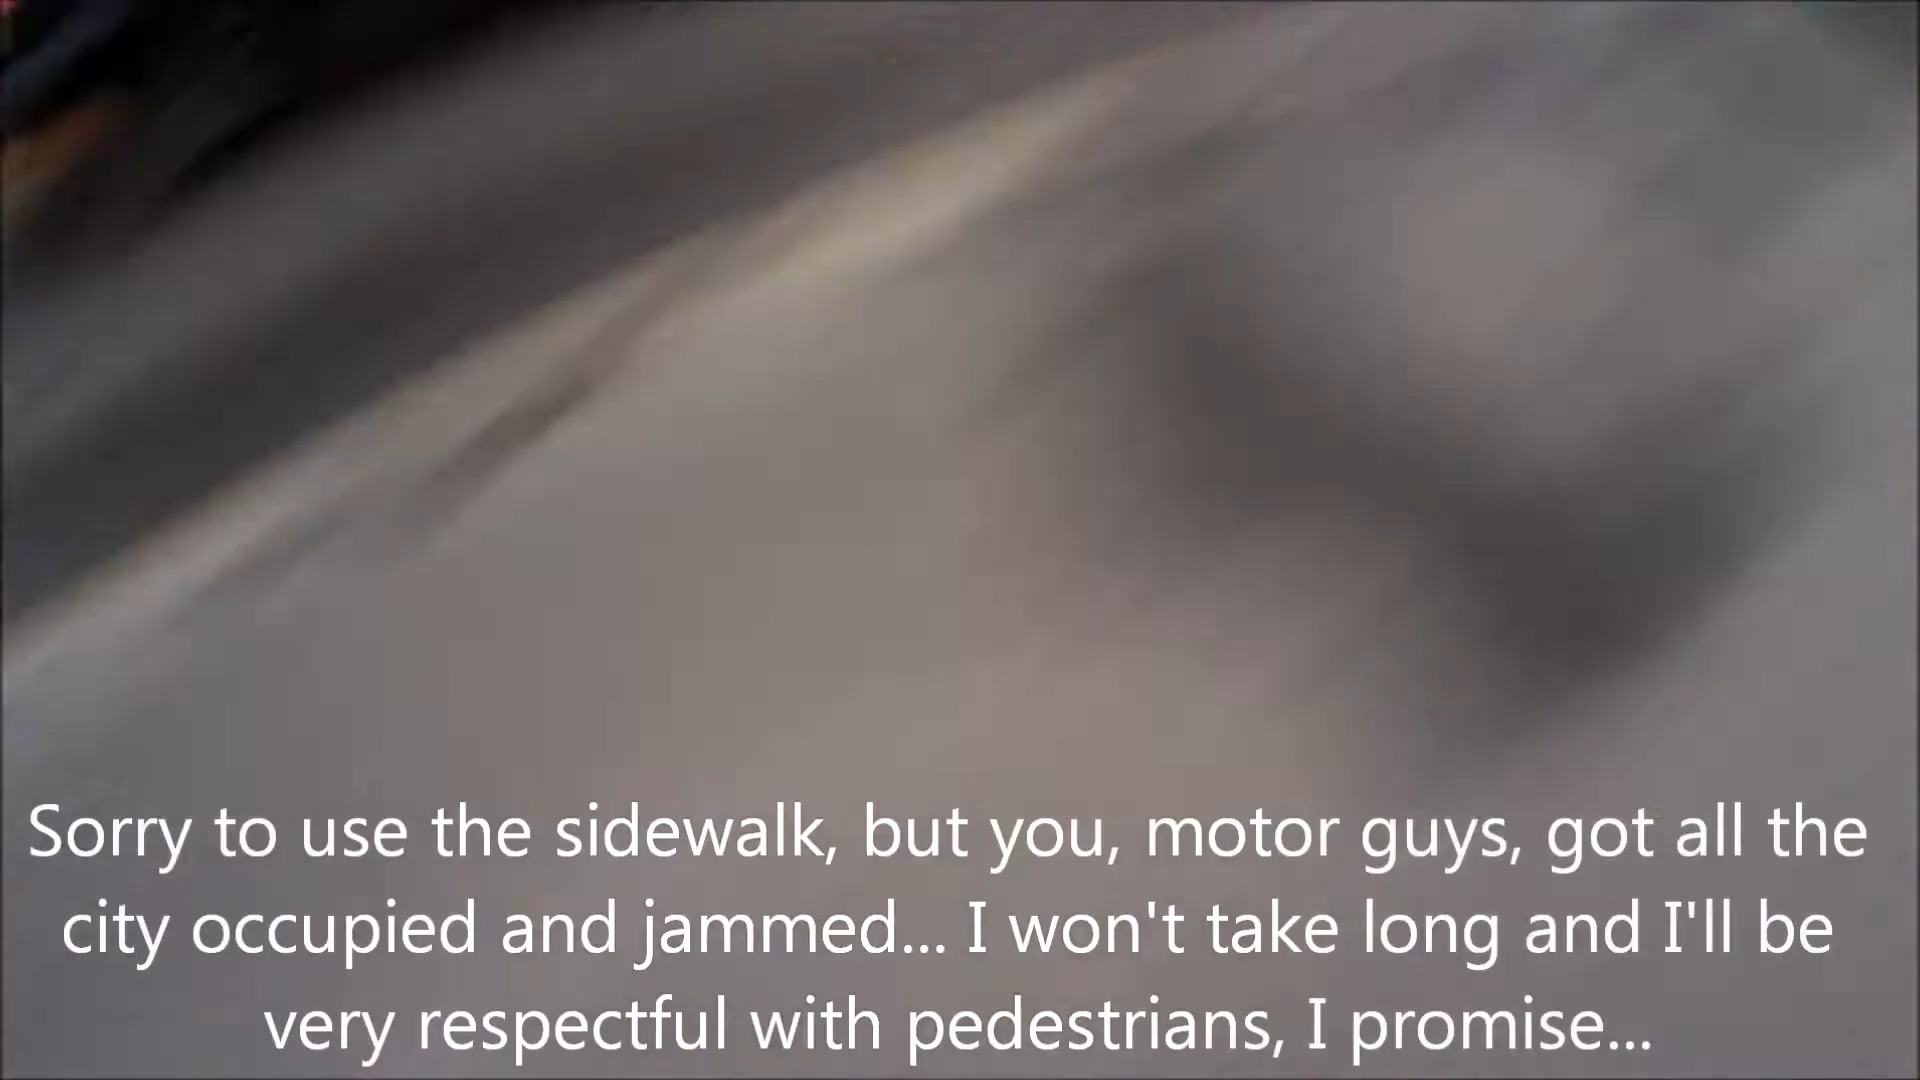 Sorry to use the sidewalk, but you, motor guys, got all the
city occupied and jammed... I won't take long and I'll be
very respectful with pedestrians, I promise...